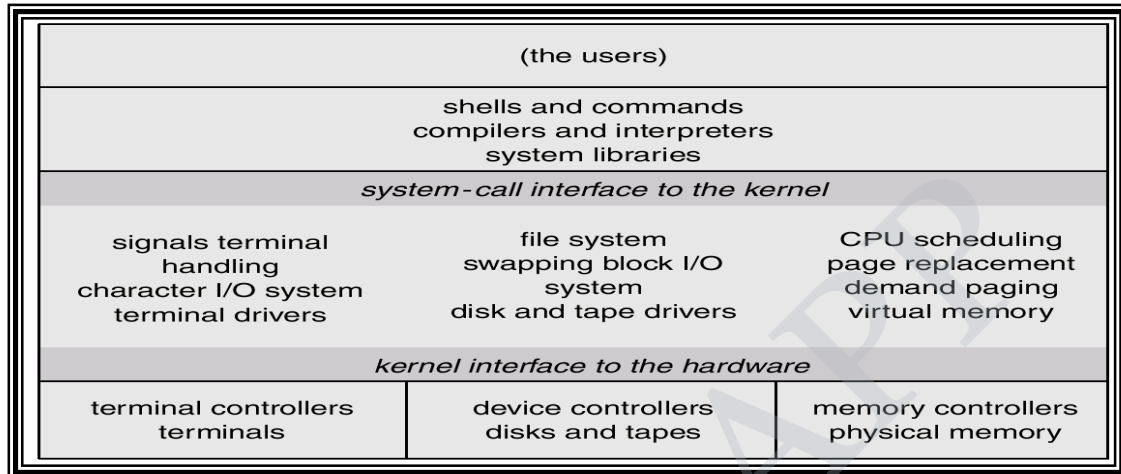 (the users)
shells and commands
compilers and interpreters
system libraries
system-call interface to the kernel
signals terminal
handling
character I/O system
terminal drivers
file system
swapping block I/O
system
disk and tape drivers
CPU scheduling
page replacement
demand paging
virtual memory
kernel interface to the hardware
terminal controllers
terminals
device controllers
disks and tapes
memory controllers
physical memory
APP